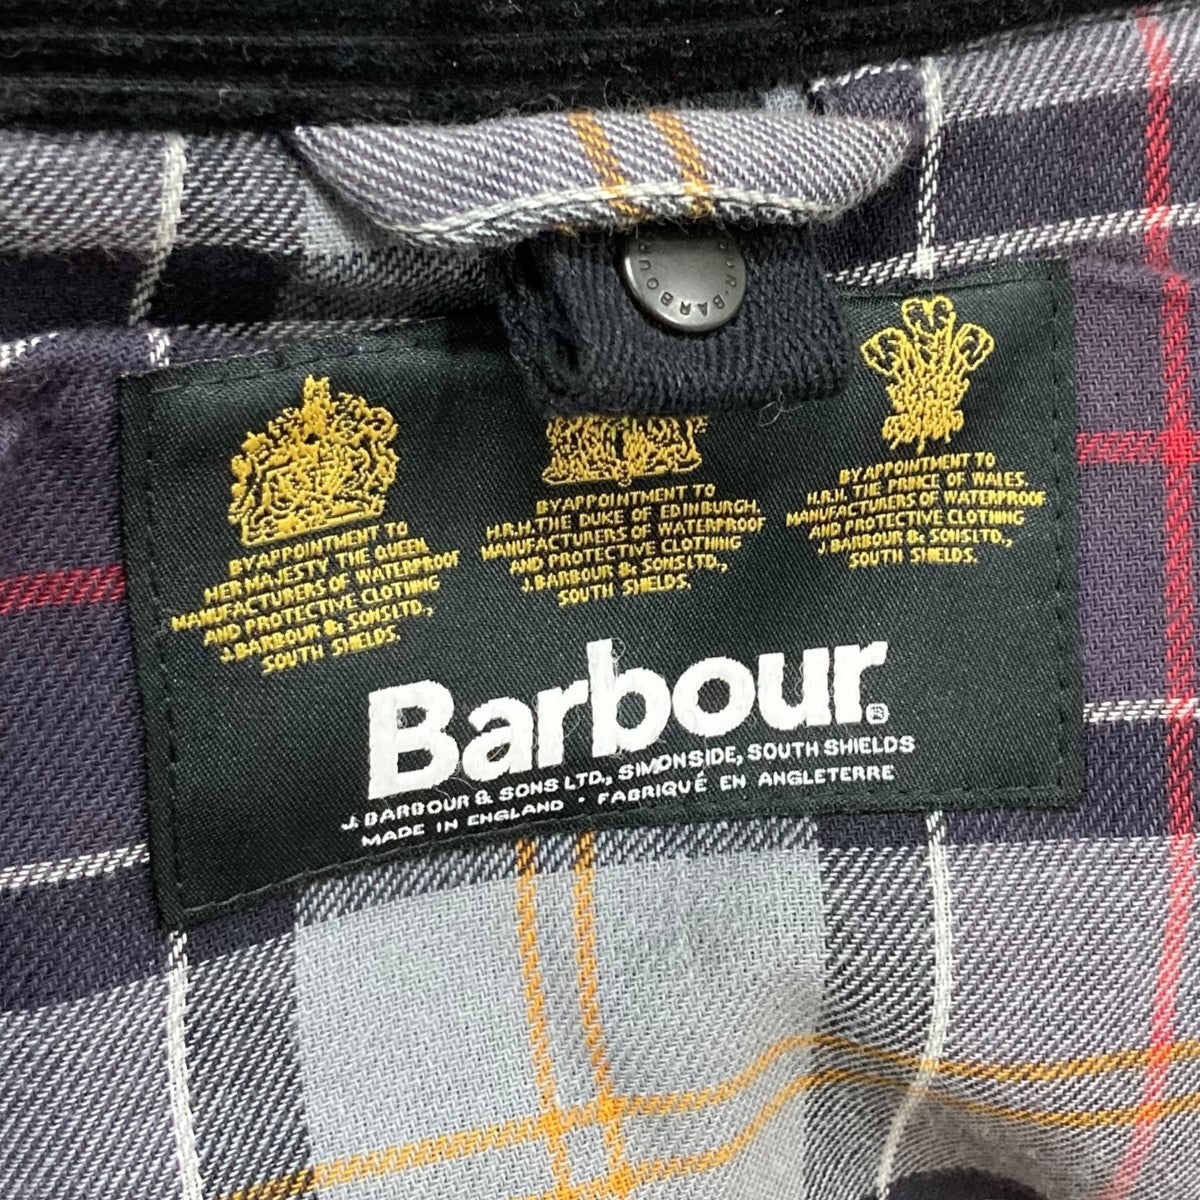 J.BARBOUR
BY APPOINTMENT TO
HER MAJESTY THE QUEEN
MANUFACTURERS OF WATERPROOF
AND PROTECTIVE CLOTHING
J.BARBOUR & SONS LTD.,
SOUTH SHIELDS.
BY APPOINTMENT TO
H.R.H. THE DUKE OF EDINBURGH.
MANUFACTURERS OF WATERPROOF
AND PROTECTIVE CLOTHING
J.BARBOUR & SONS LTD.,
SOUTH SHIELDS.
BY APPOINTMENT TO
H.R.H. THE PRINCE OF WALES.
MANUFACTURERS OF WATERPROOF
AND PROTECTIVE CLOTHING
J.BARBOUR & SONS LTD.,
SOUTH SHIELDS.
Barbour®
J. BARBOUR & SONS LTD., SIMONSIDE, SOUTH SHIELDS
MADE IN ENGLAND · FABRIQUÉ EN ANGLETERRE